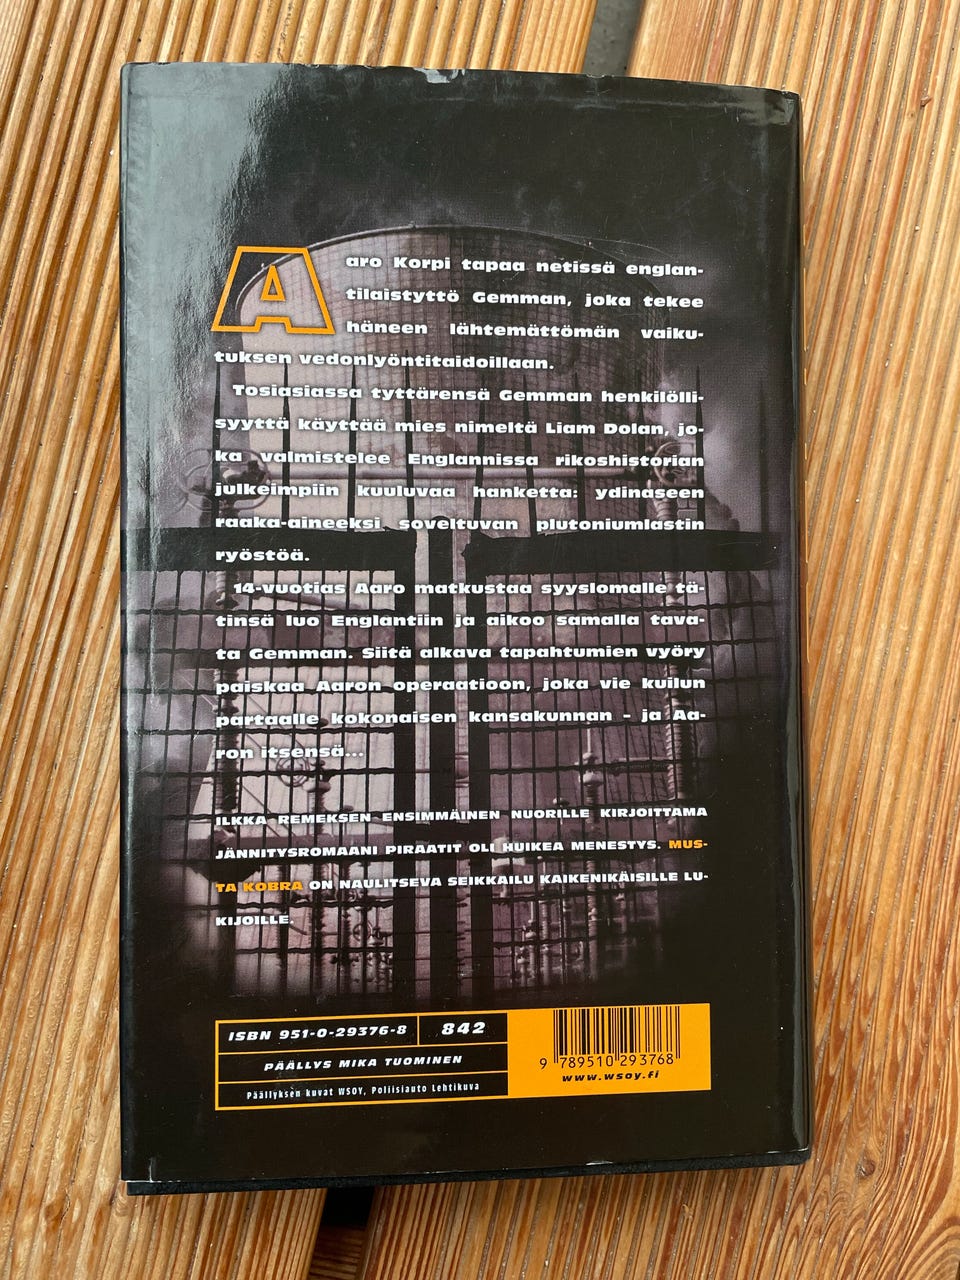 Aaro Korpi tapaa netissä englan-
tilaistyttö Gemman, joka tekee
häneen lähtemättömän vaiku-
tuksen vedonlyöntitaidoillaan.
Tosiasiassa tyttärensä Gemman henkilölli-
syyttä käyttää mies nimeltä Liam Dolan, jo-
ka valmistelee Englannissa rikoshistorian
julkeimpiin kuuluvaa hanketta: ydinaseen
raaka-aineeksi soveltuvan plutoniumlastin
ryöstöä.
14-vuotias Aaro matkustaa syyslomalle tä-
tinsä luo Englantiin ja aikoo samalla tava-
ta Gemman. Siitä alkava tapahtumien vyöry
paiskaa Aaron operaatioon, joka vie kuilun
partaalle kokonaisen kansakunnan – ja Aa-
ron itsensä...
ILKKA REMEKSEN ENSIMMÄINEN NUORILLE KIRJOITTAMA
JÄNNITYSROMAANI PIRAATIT OLI HUIKEA MENESTYS. MUS-
TA KOBRA ON NAULITSEVA SEIKKAILU KAIKENIKÄISILLE LU-
KIJOILLE.
ISBN 951-0-29376-8 842
PÄÄLLYS MIKA TUOMINEN
Päällyksen kuvat WSOY, Poliisiauto Lehtikuva
9 789510 293768
www.wsoy.fi